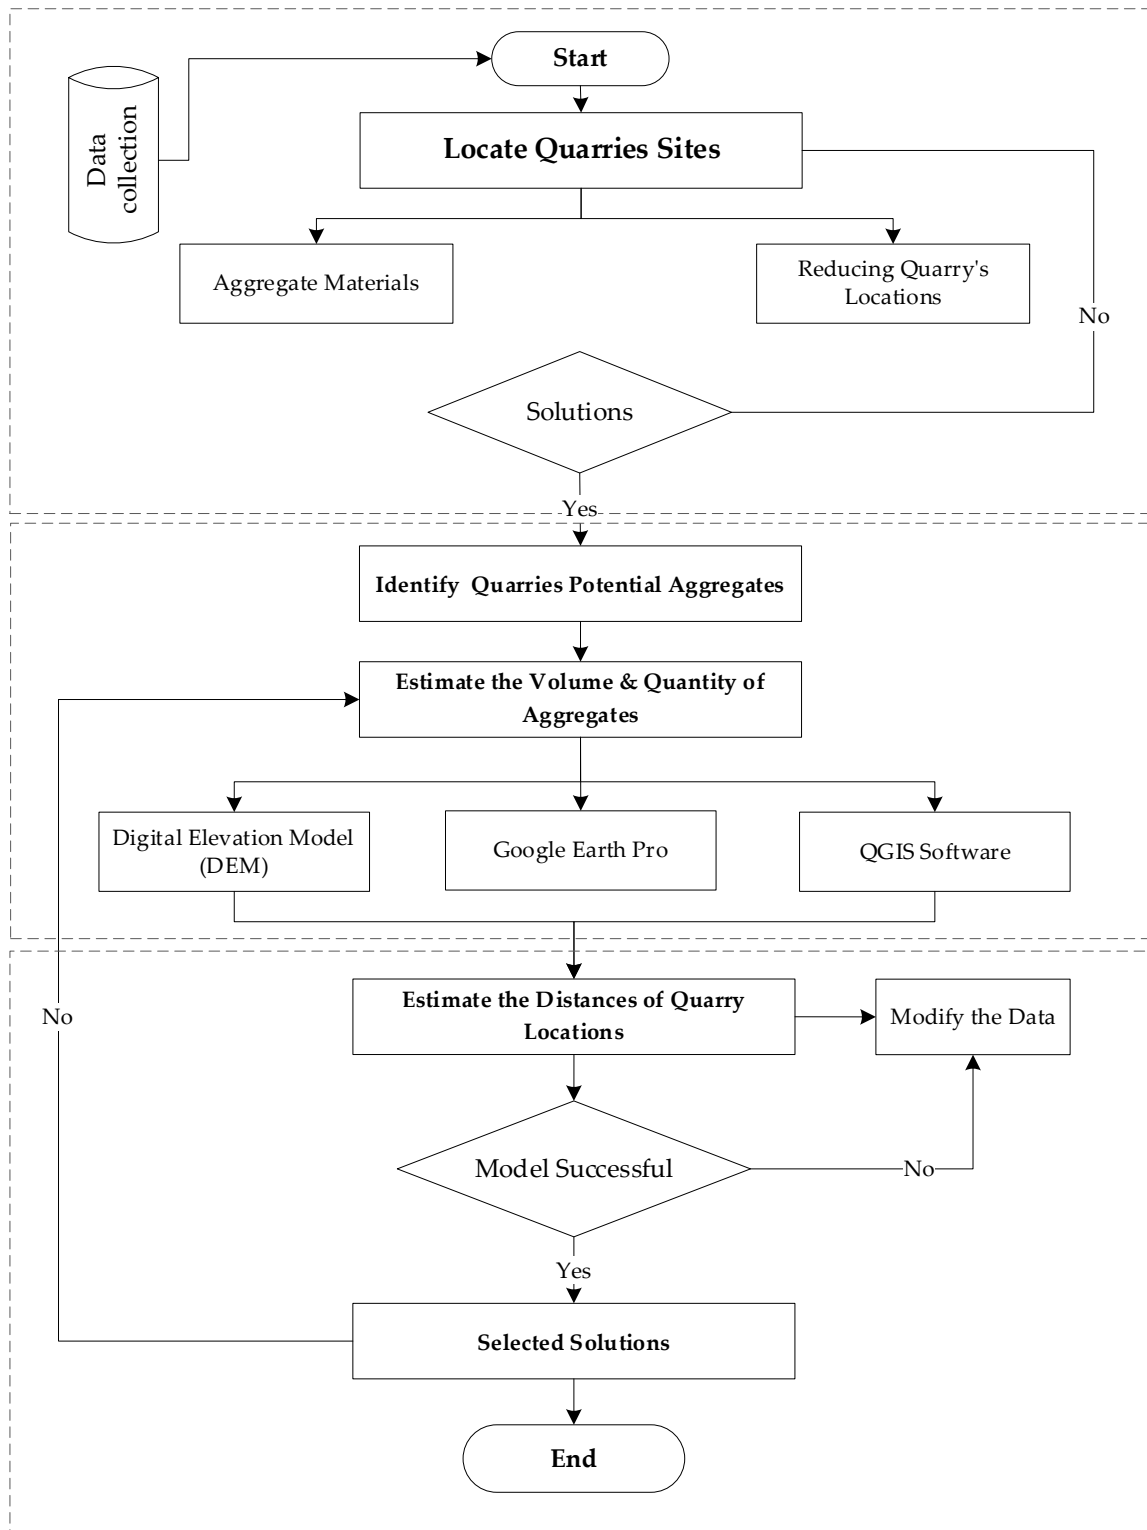 Start
Data
collection
Locate Quarries Sites
Aggregate Materials
Reducing Quarry's
Locations
No
Solutions
Yes
Identify Quarries Potential Aggregates
Estimate the Volume & Quantity of
Aggregates
Digital Elevation Model
(DEM)
Google Earth Pro
QGIS Software
Estimate the Distances of Quarry
Locations
Modify the Data
No
Model Successful
No
Yes
Selected Solutions
End